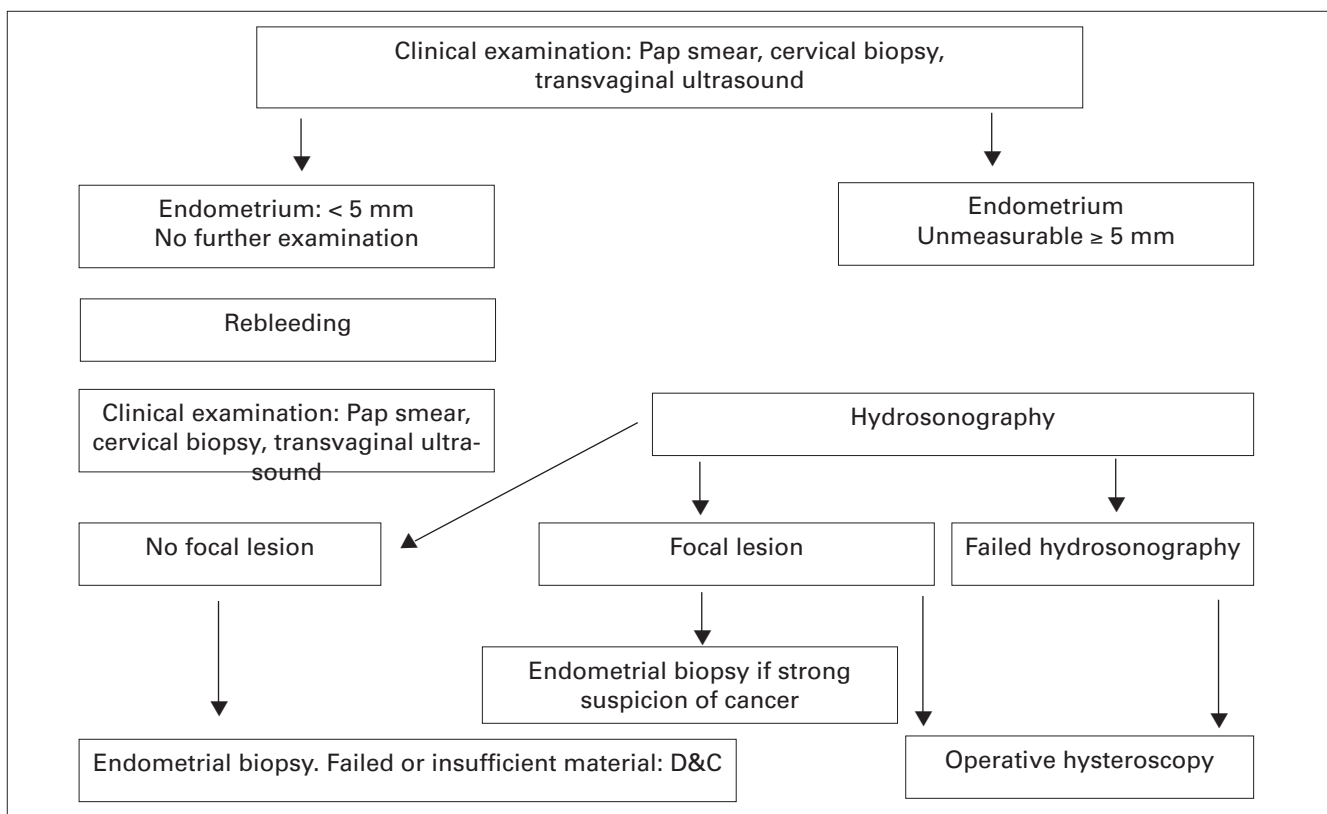 Clinical examination: Pap smear, cervical biopsy,
transvaginal ultrasound
Endometrium: < 5 mm
No further examination
Endometrium
Unmeasurable ≥ 5 mm
Rebleeding
Clinical examination: Pap smear,
cervical biopsy, transvaginal ultra-
sound
Hydrosonography
No focal lesion
Focal lesion
Failed hydrosonography
Endometrial biopsy if strong
suspicion of cancer
Endometrial biopsy. Failed or insufficient material: D&C
Operative hysteroscopy